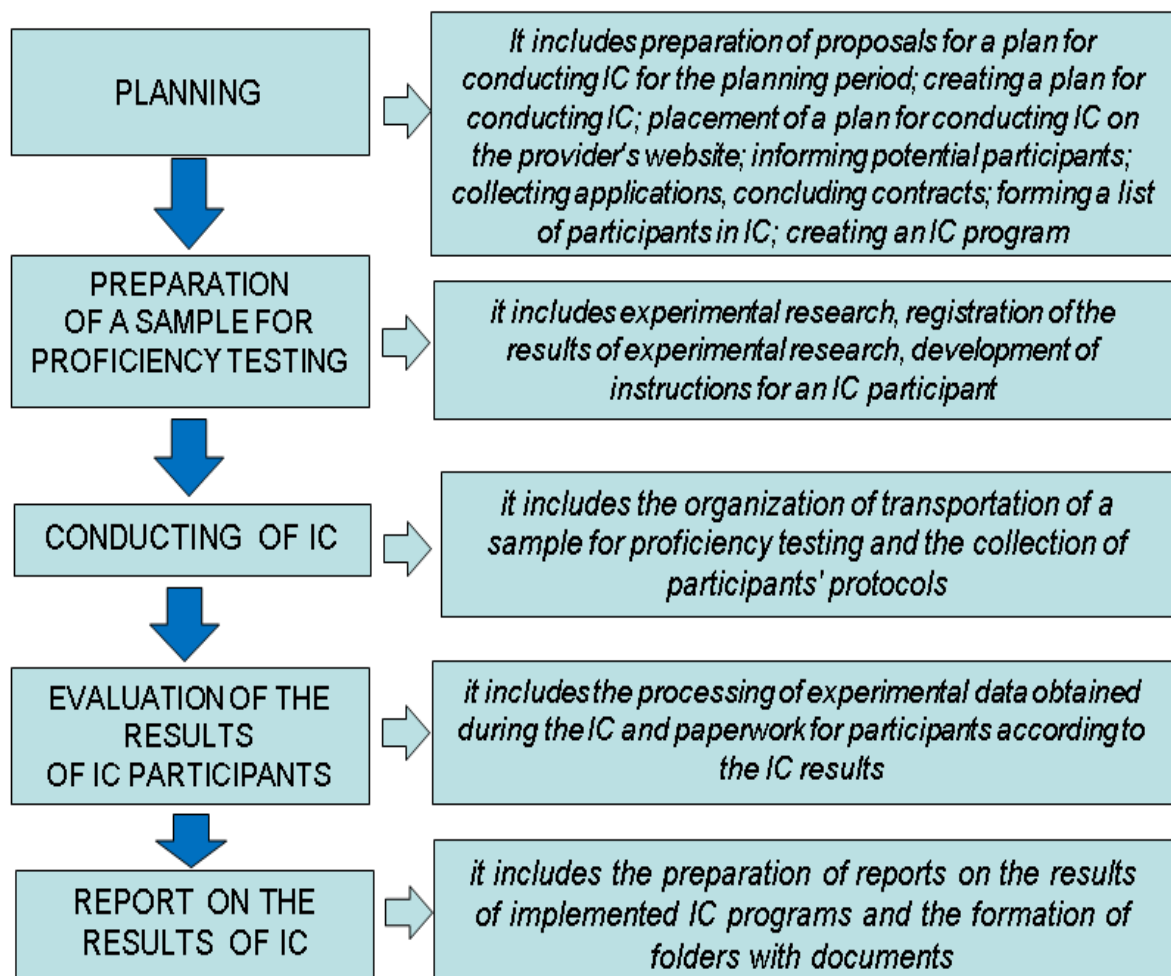 PLANNING
It includes preparation of proposals for a plan for
conducting IC for the planning period; creating a plan for
conducting IC; placement of a plan for conducting IC on
the provider's website; informing potential participants;
collecting applications, concluding contracts; forming a list
of participants in IC; creating an IC program
PREPARATION
OF A SAMPLE FOR
PROFICIENCY TESTING
it includes experimental research, registration of the
results of experimental research, development of
instructions for an IC participant
CONDUCTING OF IC
it includes the organization of transportation of a
sample for proficiency testing and the collection of
participants' protocols
EVALUATION OF THE
RESULTS
OF IC PARTICIPANTS
it includes the processing of experimental data obtained
during the IC and paperwork for participants according to
the IC results
REPORT ON THE
RESULTS OF IC
it includes the preparation of reports on the results
of implemented IC programs and the formation of
folders with documents